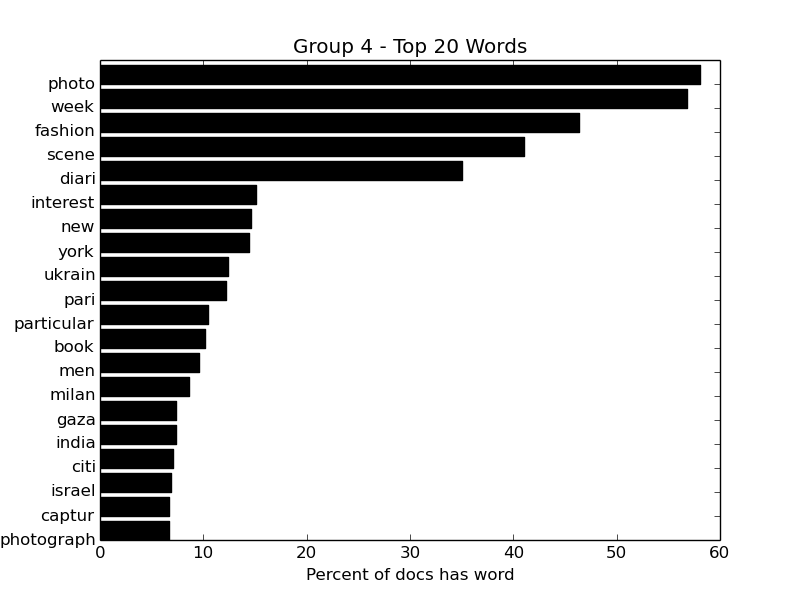 Group 4 - Top 20 Words
photo
week
fashion
scene
diari
interest
new
york
ukrain
pari
particular
book
men
milan
gaza
india
citi
israel
captur
photograph
0 10 20 30 40 50 60
Percent of docs has word